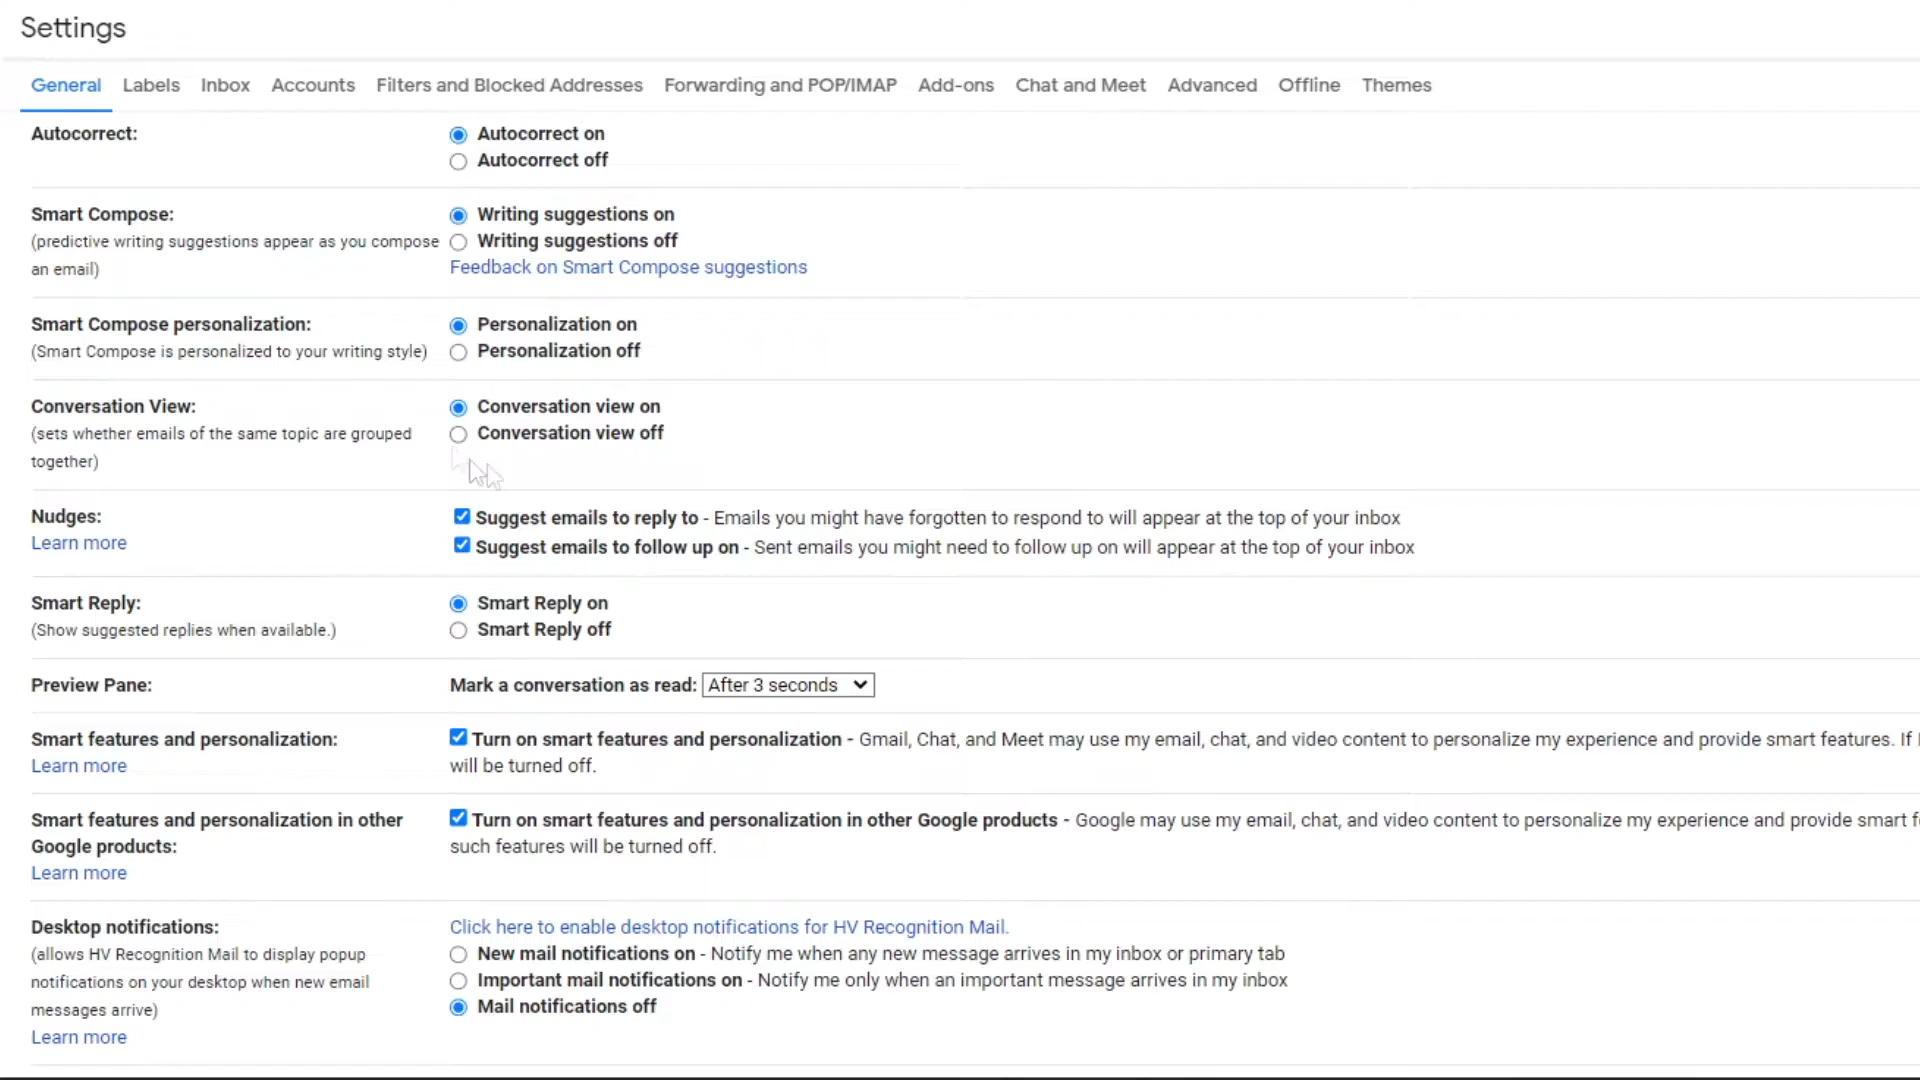 Settings
General Labels Inbox Accounts Filters and Blocked Addresses Forwarding and POP/IMAP Add-ons Chat and Meet Advanced Offline Themes
Autocorrect:
Autocorrect on
Autocorrect off
Smart Compose:
(predictive writing suggestions appear as you compose
an email)
Writing suggestions on
Writing suggestions off
Feedback on Smart Compose suggestions
Smart Compose personalization:
(Smart Compose is personalized to your writing style)
Personalization on
Personalization off
Conversation View:
(sets whether emails of the same topic are grouped
together)
Conversation view on
Conversation view off
Nudges:
Learn more
Suggest emails to reply to - Emails you might have forgotten to respond to will appear at the top of your inbox
Suggest emails to follow up on - Sent emails you might need to follow up on will appear at the top of your inbox
Smart Reply:
(Show suggested replies when available.)
Smart Reply on
Smart Reply off
Preview Pane:
Mark a conversation as read: After 3 seconds
Smart features and personalization:
Learn more
Turn on smart features and personalization - Gmail, Chat, and Meet may use my email, chat, and video content to personalize my experience and provide smart features. If
will be turned off.
Smart features and personalization in other
Google products:
Learn more
Turn on smart features and personalization in other Google products - Google may use my email, chat, and video content to personalize my experience and provide smart
such features will be turned off.
Desktop notifications:
(allows HV Recognition Mail to display popup
notifications on your desktop when new email
messages arrive)
Learn more
Click here to enable desktop notifications for HV Recognition Mail.
New mail notifications on - Notify me when any new message arrives in my inbox or primary tab
Important mail notifications on - Notify me only when an important message arrives in my inbox
Mail notifications off